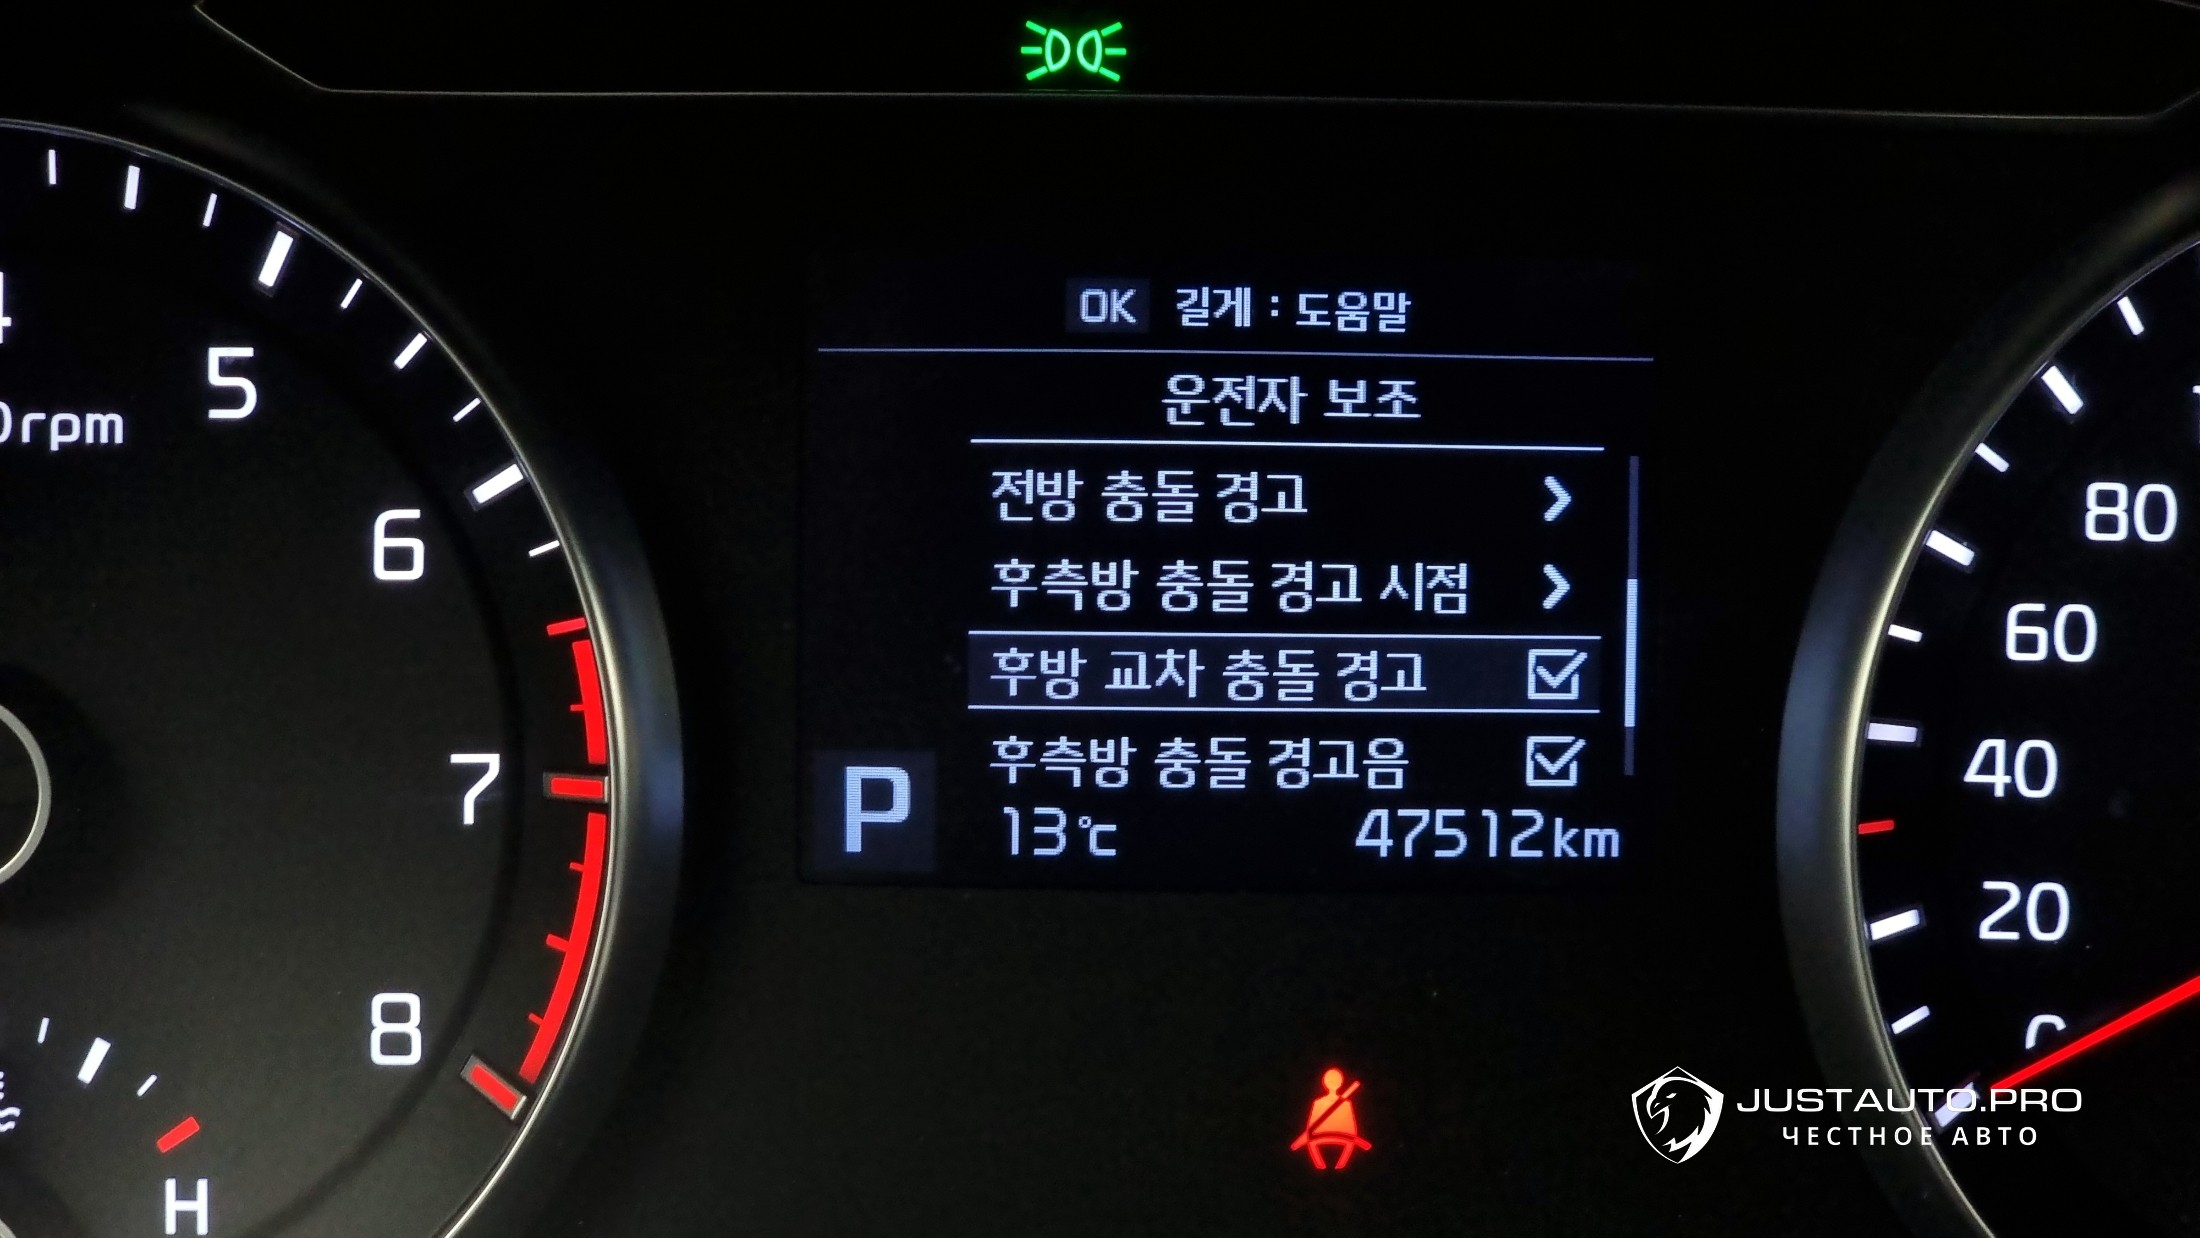 OK 길게 : 도움말
운전자 보조
전방 충돌 경고
후측방 충돌 경고 시점
후방 교차 충돌 경고
후측방 충돌 경고음
P
13℃ 47512km
5
rpm
6
7
8
H
80
60
40
20
0
JUSTAUTO.PRO
ЧЕСТНОЕ АВТО